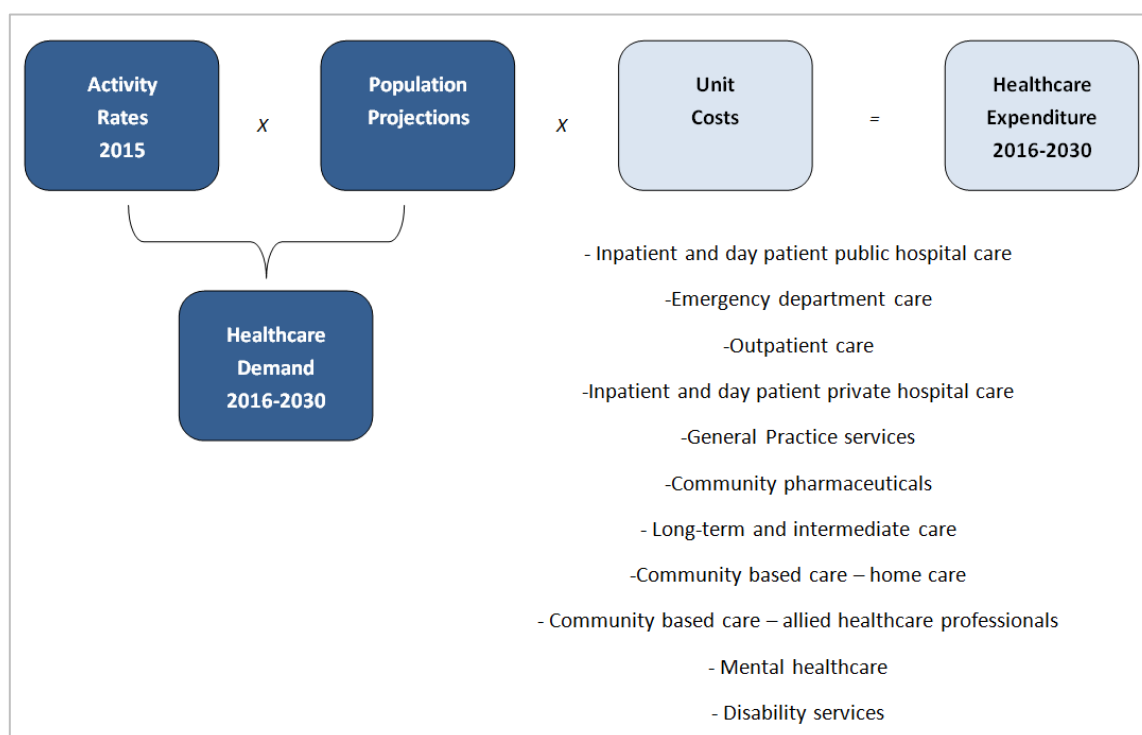 Activity
Rates
2015
X
Population
Projections
X
Unit
Costs
=
Healthcare
Expenditure
2016-2030
Healthcare
Demand
2016-2030
- Inpatient and day patient public hospital care
-Emergency department care
-Outpatient care
-Inpatient and day patient private hospital care
-General Practice services
-Community pharmaceuticals
- Long-term and intermediate care
-Community based care – home care
- Community based care – allied healthcare professionals
- Mental healthcare
- Disability services